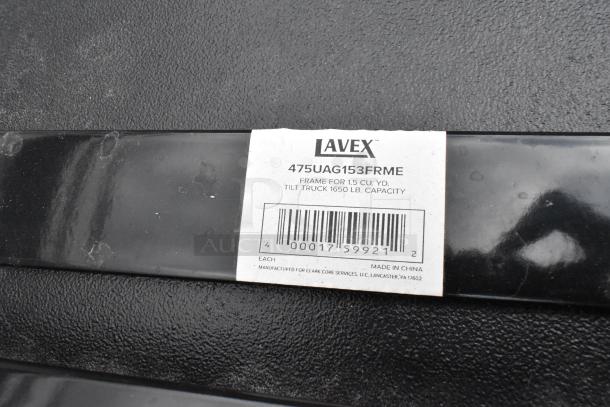 LAVEX™
475UAG153FRME
FRAME FOR 1.5 CU. YD.
TILT TRUCK 1650 LB. CAPACITY
4 00017 59921 2
EACH MADE IN CHINA
MANUFACTURED FOR CLARK CORE SERVICES, LLC, LANCASTER, PA 17602